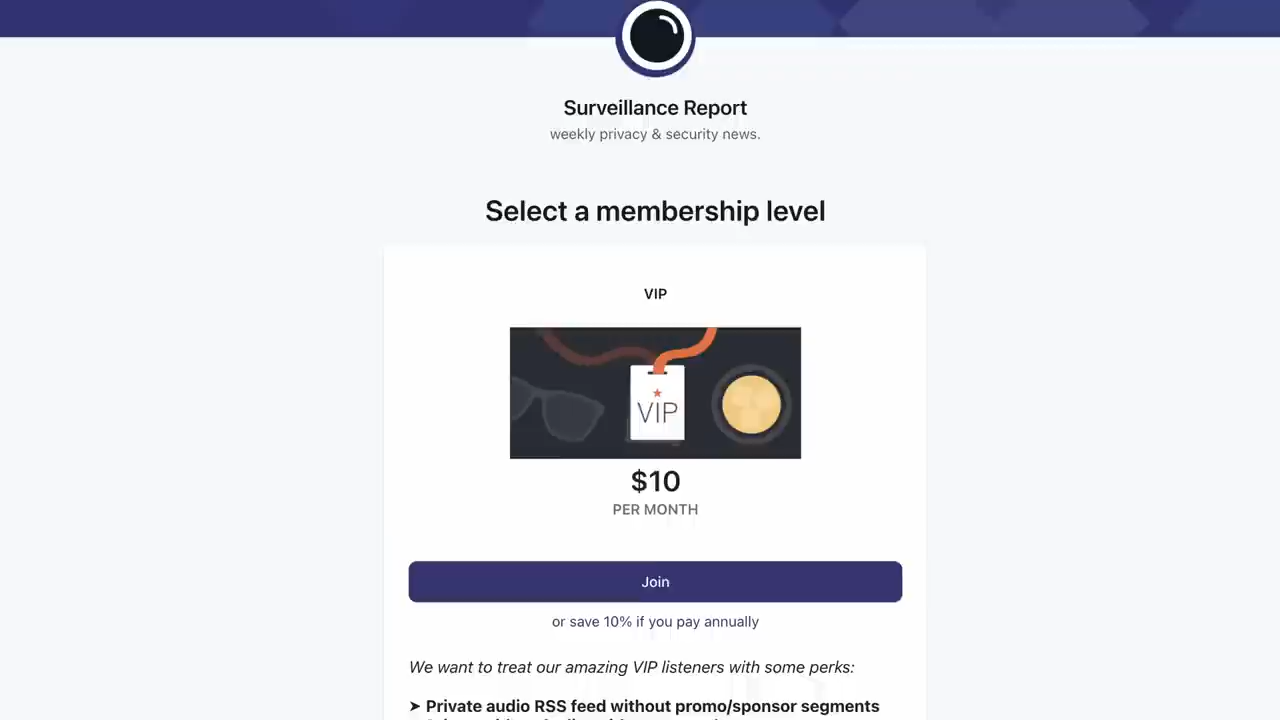 Surveillance Report
weekly privacy & security news.
Select a membership level
VIP
VIP
$10
PER MONTH
Join
or save 10% if you pay annually
We want to treat our amazing VIP listeners with some perks:
➤ Private audio RSS feed without promo/sponsor segments